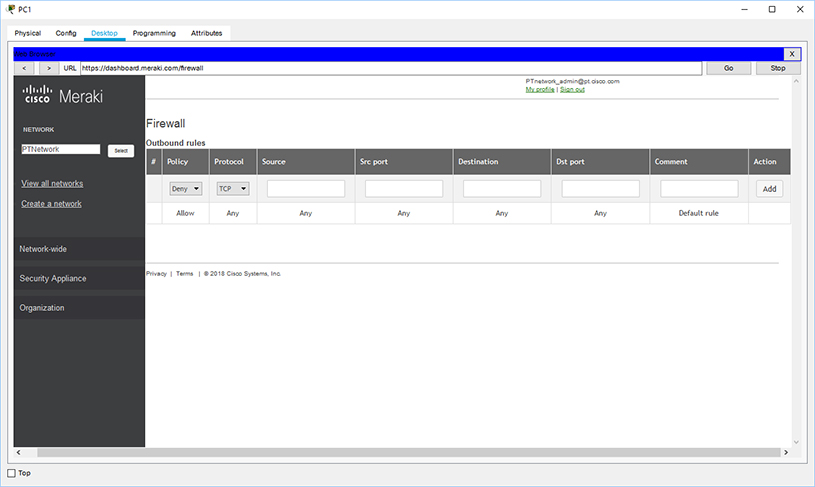 PC1
Physical Config Desktop Programming Attributes
Web Browser X
< > URL https://dashboard.meraki.com/firewall Go Stop
CISCO Meraki
PTnetwork_admin@pt.cisco.com
My profile | Sign out
NETWORK
PTNetwork Select
View all networks
Create a network
Network-wide
Security Appliance
Organization
Firewall
Outbound rules
# Policy Protocol Source Src port Destination Dst port Comment Action
Deny TCP Add
Allow Any Any Any Any Any Default rule
Privacy | Terms | © 2018 Cisco Systems, Inc.
Top